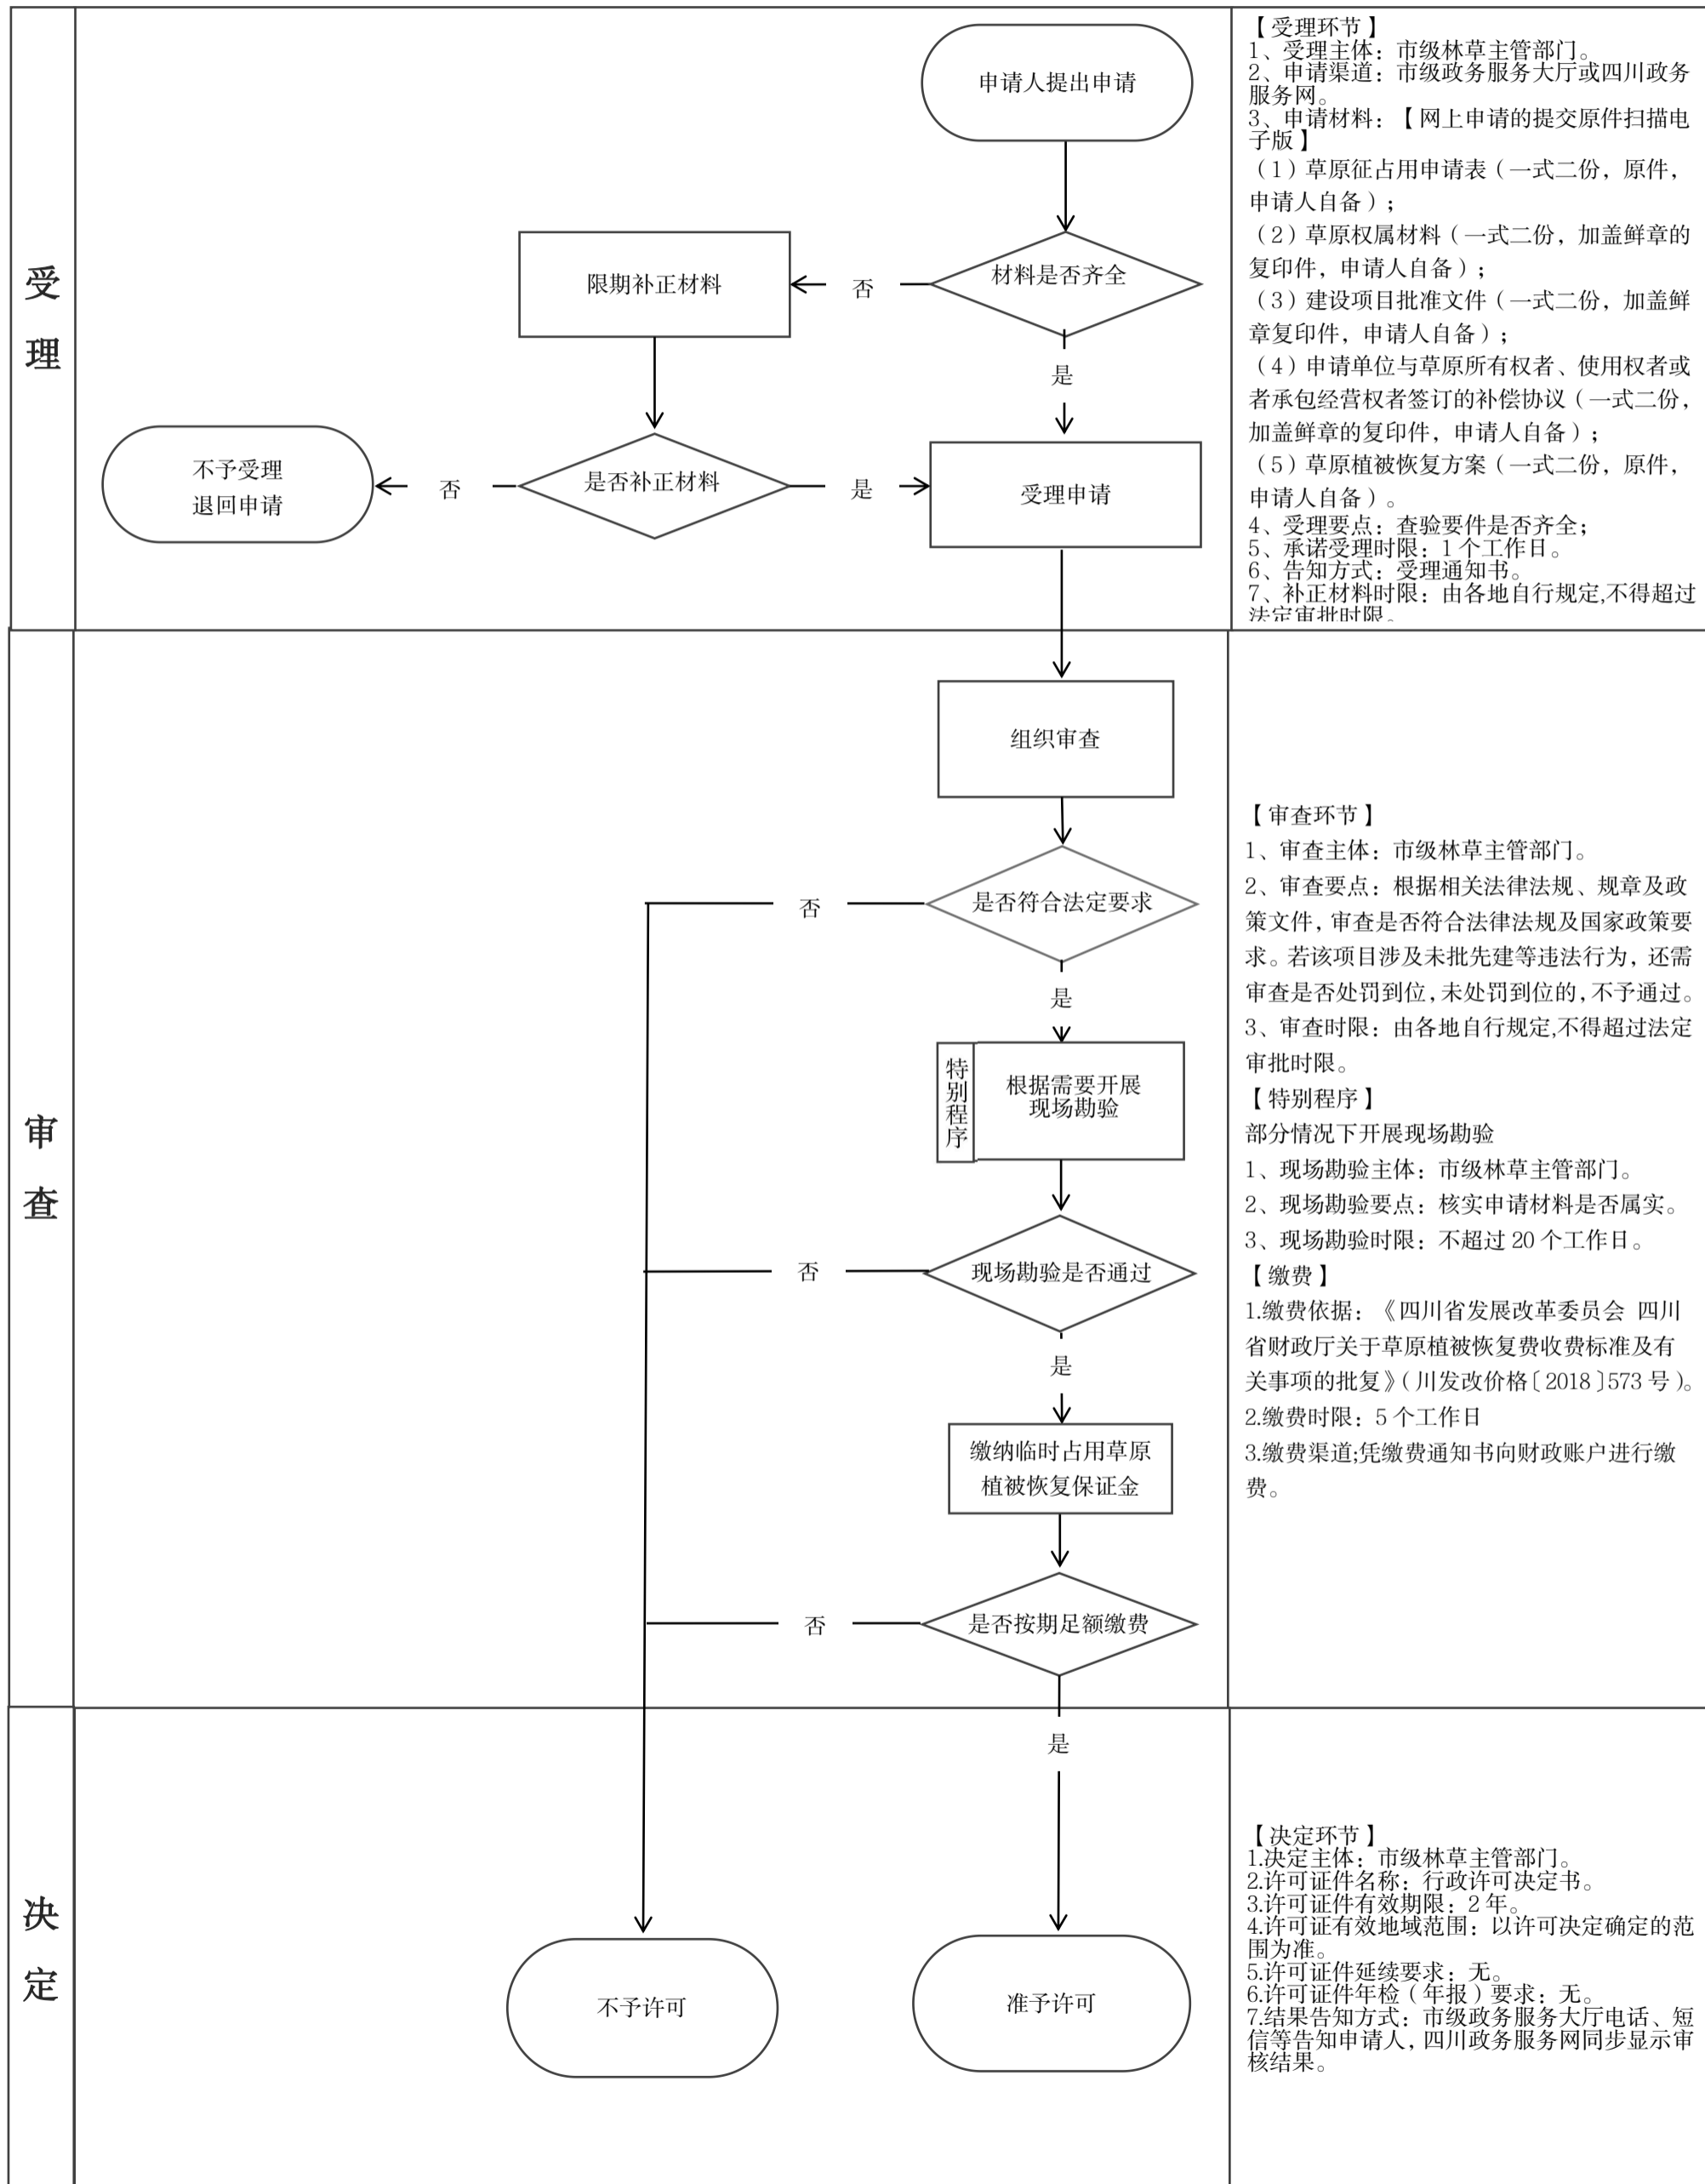 受
理
申请人提出申请
材料是否齐全
否
限期补正材料
是
不予受理
退回申请
否
是否补正材料
是
受理申请
【受理环节】
1、受理主体：市级林草主管部门。
2、申请渠道：市级政务服务大厅或四川政务
服务网。
3、申请材料：【网上申请的提交原件扫描电
子版】
（1）草原征占用申请表（一式二份，原件，
申请人自备）；
（2）草原权属材料（一式二份，加盖鲜章的
复印件，申请人自备）；
（3）建设项目批准文件（一式二份，加盖鲜
章复印件，申请人自备）；
（4）申请单位与草原所有权者、使用权者或
者承包经营权者签订的补偿协议（一式二份，
加盖鲜章的复印件，申请人自备）；
（5）草原植被恢复方案（一式二份，原件，
申请人自备）。
4、受理要点：查验要件是否齐全；
5、承诺受理时限：1个工作日。
6、告知方式：受理通知书。
7、补正材料时限：由各地自行规定,不得超过
法定审批时限。
审
查
组织审查
是否符合法定要求
否
是
特别程序
根据需要开展
现场勘验
现场勘验是否通过
否
是
缴纳临时占用草原
植被恢复保证金
是否按期足额缴费
否
【审查环节】
1、审查主体：市级林草主管部门。
2、审查要点：根据相关法律法规、规章及政
策文件，审查是否符合法律法规及国家政策要
求。若该项目涉及未批先建等违法行为，还需
审查是否处罚到位，未处罚到位的，不予通过。
3、审查时限：由各地自行规定,不得超过法定
审批时限。
【特别程序】
部分情况下开展现场勘验
1、现场勘验主体：市级林草主管部门。
2、现场勘验要点：核实申请材料是否属实。
3、现场勘验时限：不超过20个工作日。
【缴费】
1.缴费依据：《四川省发展改革委员会 四川
省财政厅关于草原植被恢复费收费标准及有
关事项的批复》（川发改价格〔2018〕573号）。
2.缴费时限：5个工作日
3.缴费渠道;凭缴费通知书向财政账户进行缴
费。
决
定
是
不予许可
准予许可
【决定环节】
1.决定主体：市级林草主管部门。
2.许可证件名称：行政许可决定书。
3.许可证件有效期限：2年。
4.许可证有效地域范围：以许可决定确定的范
围为准。
5.许可证件延续要求：无。
6.许可证件年检（年报）要求：无。
7.结果告知方式：市级政务服务大厅电话、短
信等告知申请人，四川政务服务网同步显示审
核结果。